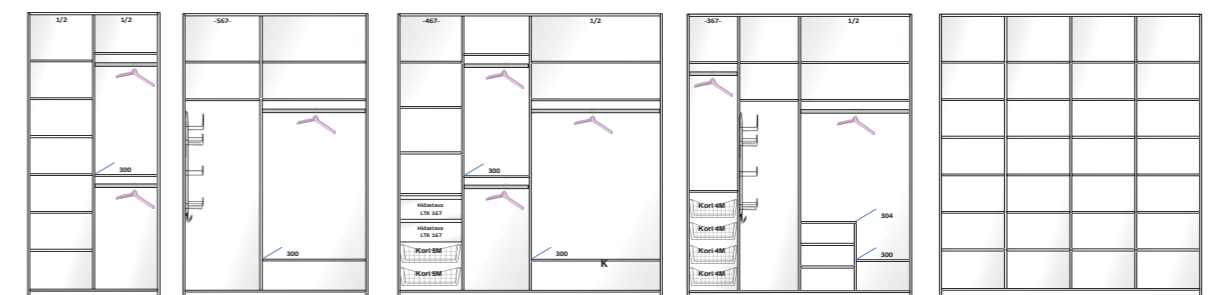 1/2 1/2
300
-567-
300
-467- 1/2
300
Hidastava
LTK 167
Hidastava
LTK 167
Kori 5M
Kori 5M
300
K
-367- 1/2
Kori 4M
Kori 4M
Kori 4M
Kori 4M
304
300